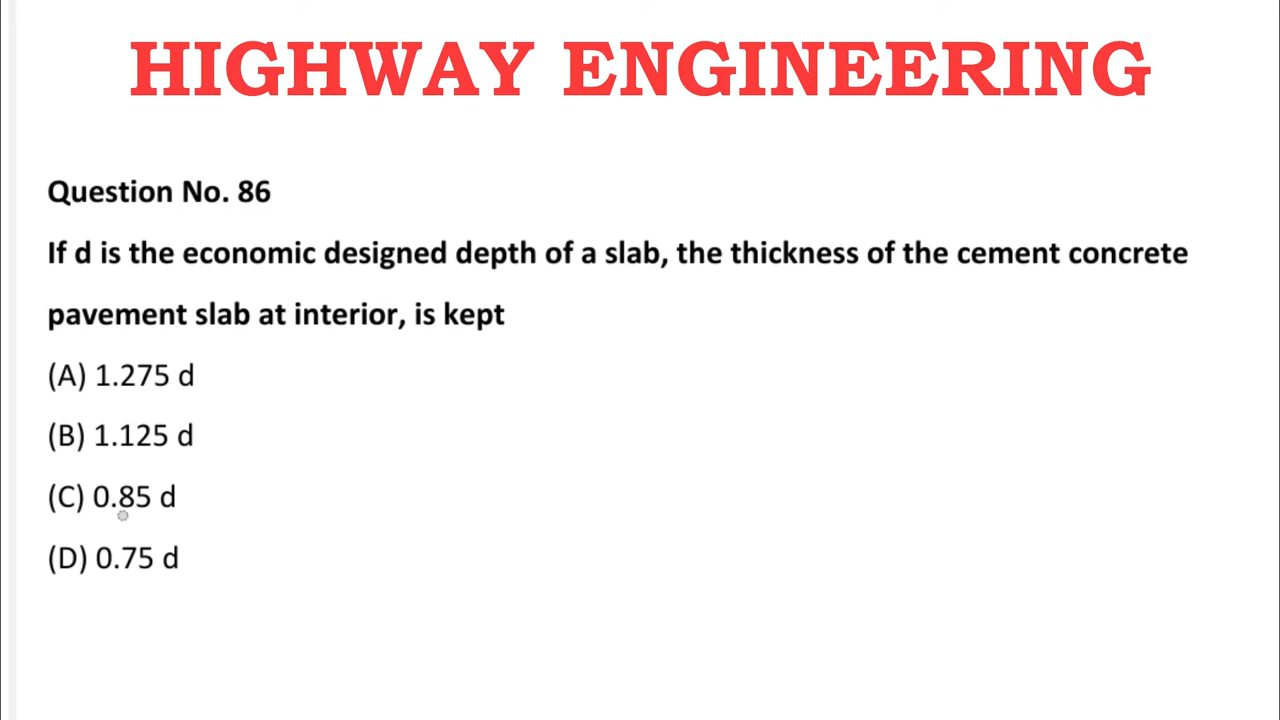 HIGHWAY ENGINEERING
Question No. 86
If d is the economic designed depth of a slab, the thickness of the cement concrete
pavement slab at interior, is kept
(A) 1.275 d
(B) 1.125 d
(C) 0.85 d
(D) 0.75 d